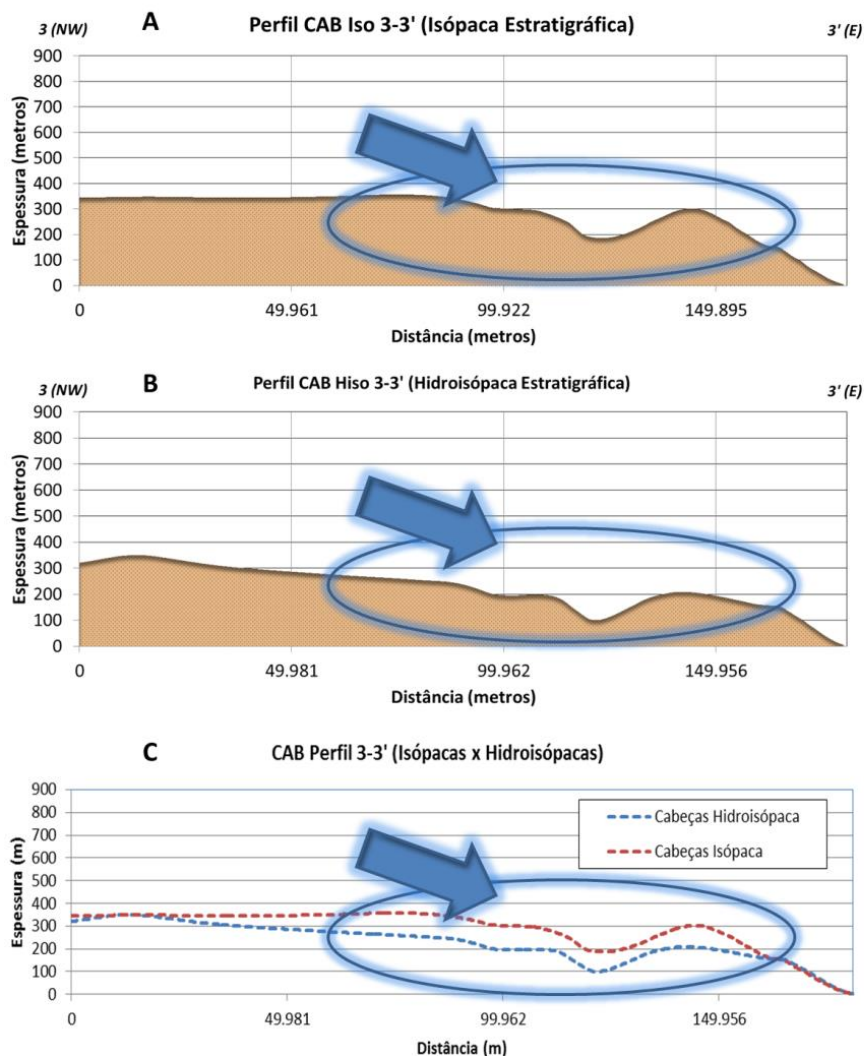 A
Perfil CAB Iso 3-3' (Isópaca Estratigráfica)
3 (NW)
3' (E)
Espessura (metros)
900
800
700
600
500
400
300
200
100
0
0
49.961
99.922
149.895
Distância (metros)
B
Perfil CAB Hiso 3-3' (Hidroisópaca Estratigráfica)
3 (NW)
3' (E)
Espessura (metros)
900
800
700
600
500
400
300
200
100
0
0
49.981
99.962
149.956
Distância (metros)
C
CAB Perfil 3-3' (Isópacas x Hidroisópacas)
Espessura (m)
900
800
700
600
500
400
300
200
100
0
Cabeças Hidroisópaca
Cabeças Isópaca
0
49.981
99.962
149.956
Distância (m)